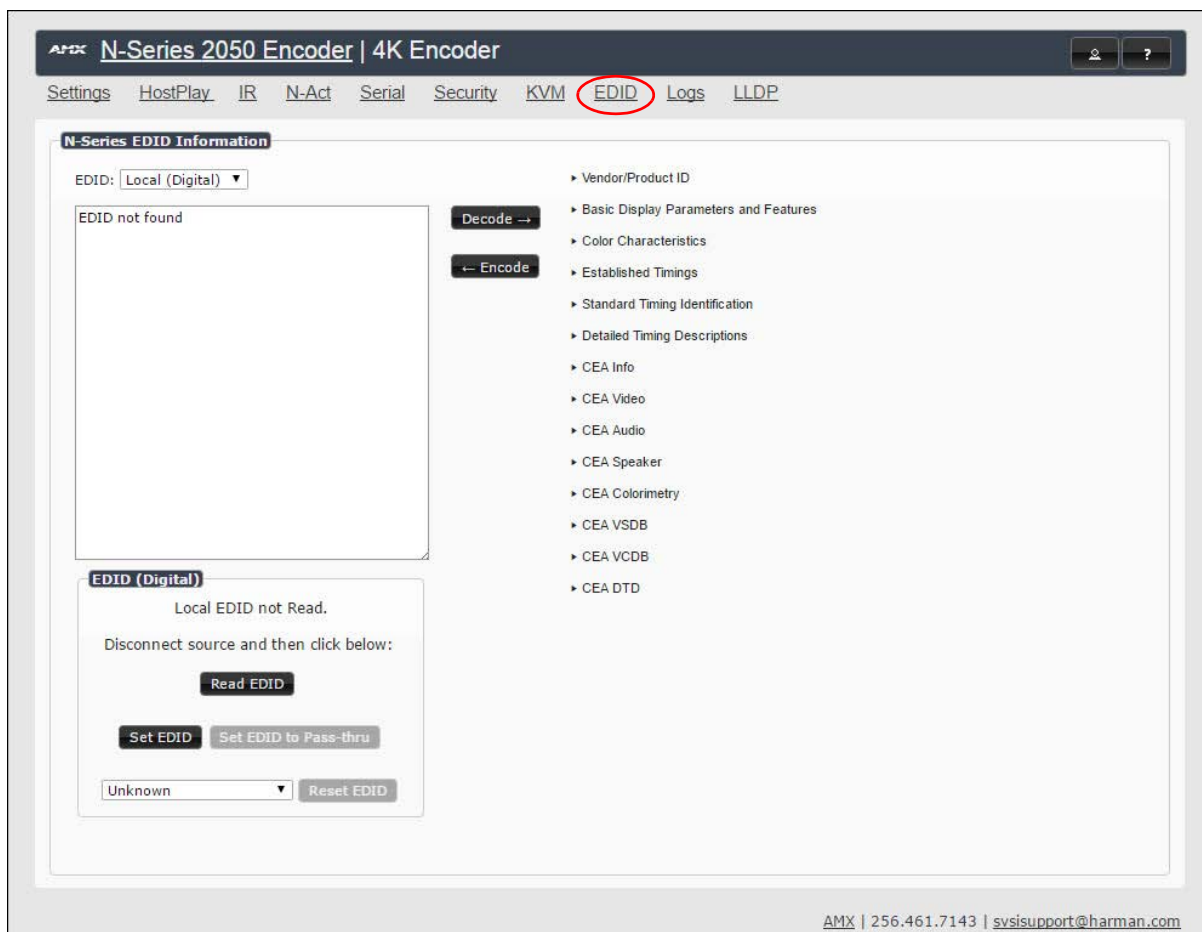 AMX N-Series 2050 Encoder | 4K Encoder
?
Settings HostPlay IR N-Act Serial Security KVM EDID Logs LLDP
N-Series EDID Information
EDID: Local (Digital) ▼
EDID not found
Decode →
← Encode
▸ Vendor/Product ID
▸ Basic Display Parameters and Features
▸ Color Characteristics
▸ Established Timings
▸ Standard Timing Identification
▸ Detailed Timing Descriptions
▸ CEA Info
▸ CEA Video
▸ CEA Audio
▸ CEA Speaker
▸ CEA Colorimetry
▸ CEA VSDB
▸ CEA VCDB
▸ CEA DTD
EDID (Digital)
Local EDID not Read.
Disconnect source and then click below:
Read EDID
Set EDID Set EDID to Pass-thru
Unknown ▼ Reset EDID
AMX | 256.461.7143 | svsisupport@harman.com